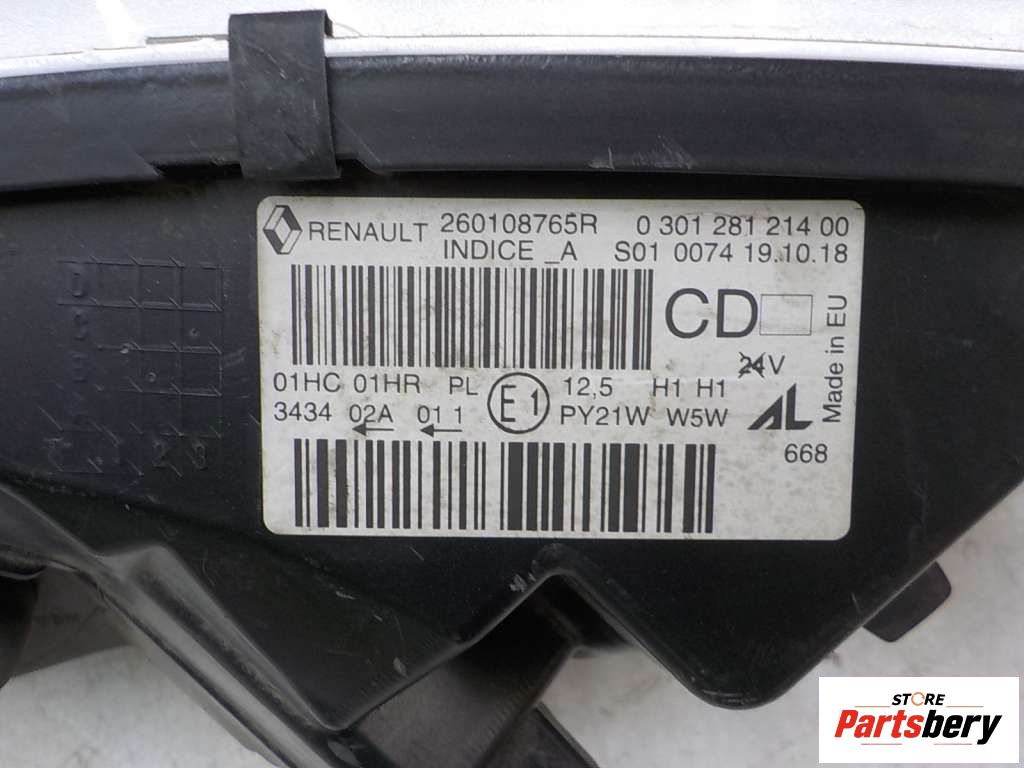 RENAULT 260108765R 0 301 281 214 00
INDICE _A S01 0074 19.10.18
CD
24V
Made in EU
01HC 01HR PL E1 12,5 H1 H1
3434 02A 01 1 PY21W W5W AL
668
STORE
Partsbery